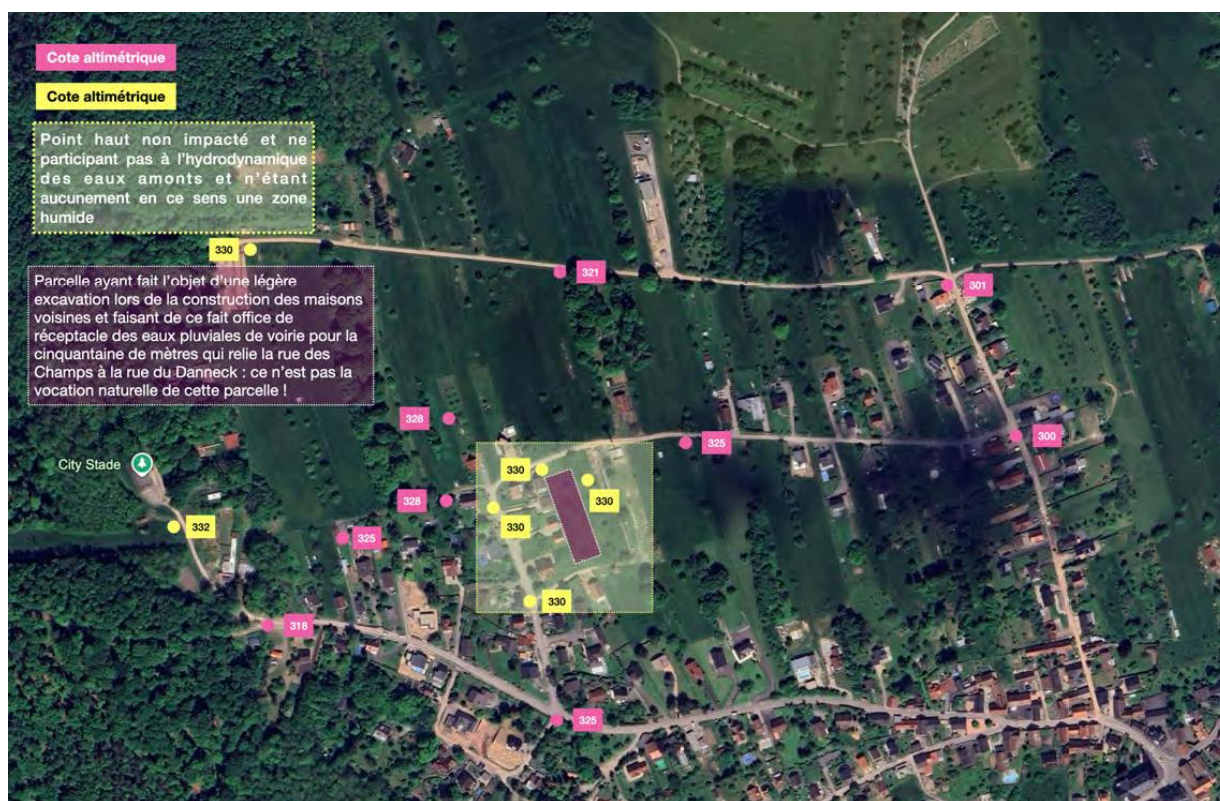 Cote altimétrique
Cote altimétrique
Point haut non impacté et ne
participant pas à l'hydrodynamique
des eaux amonts et n'étant
aucunement en ce sens une zone
humide
330
Parcelle ayant fait l'objet d'une légère
excavation lors de la construction des maisons
voisines et faisant de ce fait office de
réceptacle des eaux pluviales de voirie pour la
cinquantaine de mètres qui relie la rue des
Champs à la rue du Danneck : ce n'est pas la
vocation naturelle de cette parcelle !
321
301
328
325
300
City Stade
330
330
328
330
332
325
330
318
325